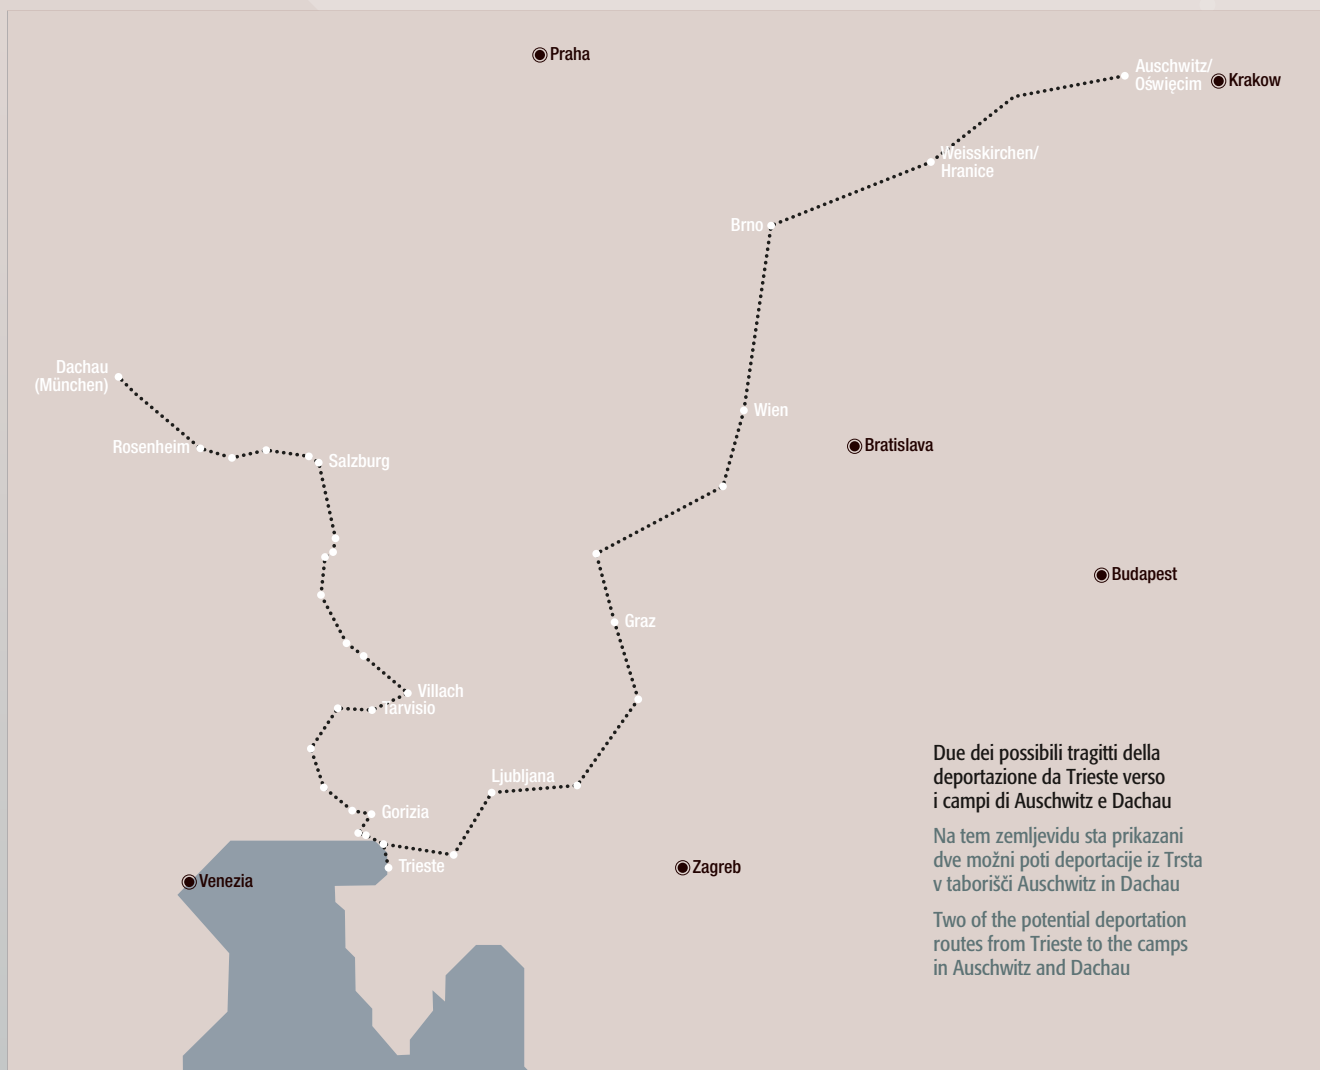 Praha
Auschwitz/
Oświęcim
Krakow
Weisskirchen/
Hranice
Brno
Dachau
(München)
Wien
Rosenheim
Salzburg
Bratislava
Budapest
Graz
Villach
Tarvisio
Ljubljana
Gorizia
Trieste
Zagreb
Venezia
Due dei possibili tragitti della
deportazione da Trieste verso
i campi di Auschwitz e Dachau
Na tem zemljevidu sta prikazani
dve možni poti deportacije iz Trsta
v taborišči Auschwitz in Dachau
Two of the potential deportation
routes from Trieste to the camps
in Auschwitz and Dachau